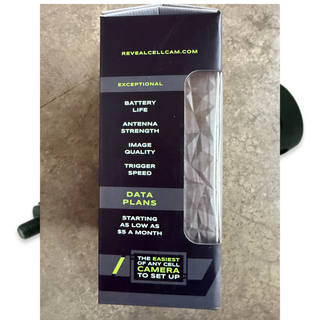 REVEALCELLCAM.COM
EXCEPTIONAL
BATTERY
LIFE
ANTENNA
STRENGTH
IMAGE
QUALITY
TRIGGER
SPEED
DATA
PLANS
STARTING
AS LOW AS
$5 A MONTH
THE EASIEST
OF ANY CELL
CAMERA
TO SET UP